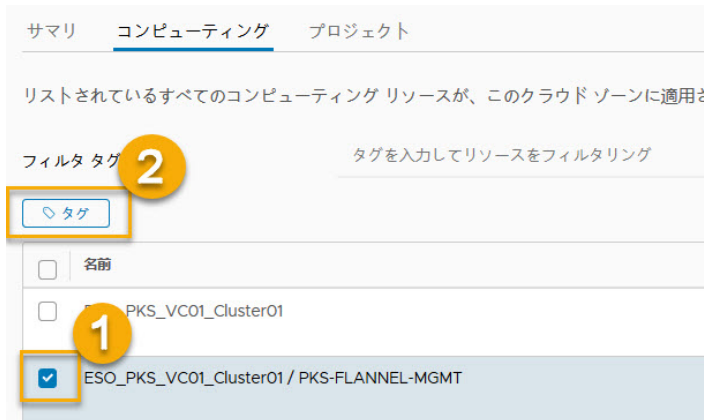 サマリ コンピューティング プロジェクト
リストされているすべてのコンピューティング リソースが、このクラウド ゾーンに適用
フィルタ タグ 2 タグを入力してリソースをフィルタリング
タグ
名前
PKS_VC01_Cluster01
1
ESO_PKS_VC01_Cluster01 / PKS-FLANNEL-MGMT